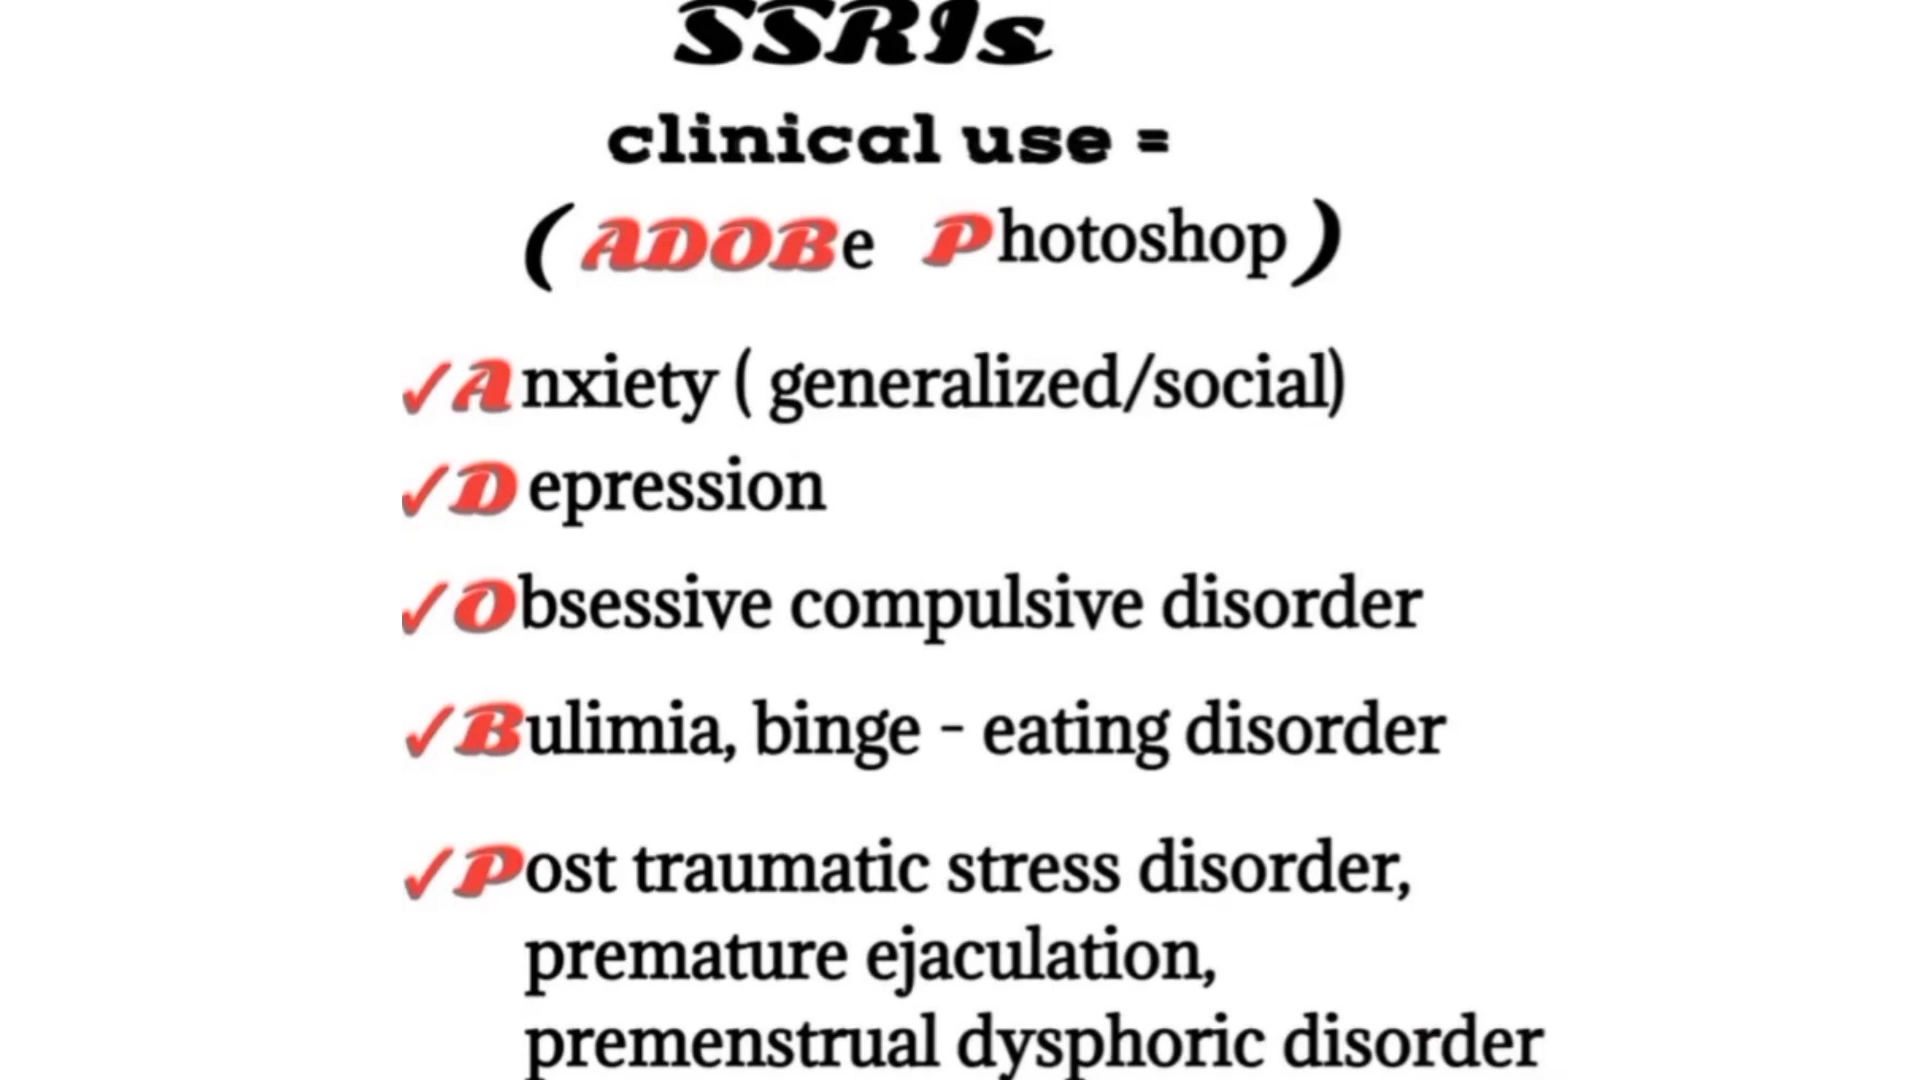 SSRIs
clinical use =
( ADOBe Photoshop )
✓Anxiety ( generalized/social)
✓Depression
✓Obsessive compulsive disorder
✓Bulimia, binge - eating disorder
✓Post traumatic stress disorder,
premature ejaculation,
premenstrual dysphoric disorder